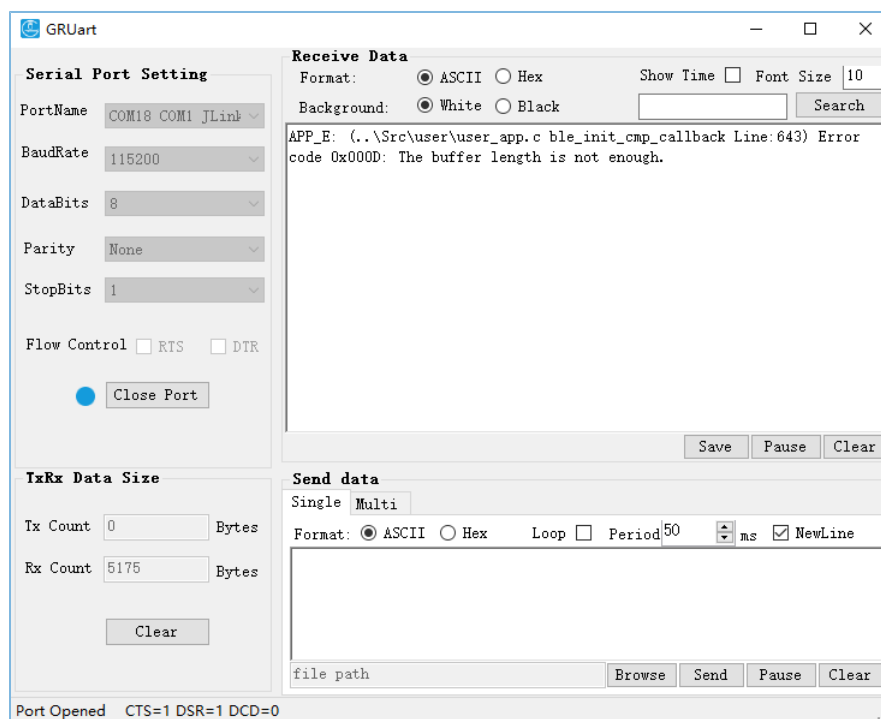 GRUart
Serial Port Setting
PortName COM18 COM1 JLink
BaudRate 115200
DataBits 8
Parity None
StopBits 1
Flow Control RTS DTR
Close Port
TxRx Data Size
Tx Count 0 Bytes
Rx Count 5175 Bytes
Clear
Receive Data
Format: ASCII Hex Show Time Font Size 10
Background: White Black Search
APP_E: (..\Src\user\user_app.c ble_init_cmp_callback Line:643) Error
code 0x000D: The buffer length is not enough.
Save Pause Clear
Send data
Single Multi
Format: ASCII Hex Loop Period 50 ms NewLine
file path Browse Send Pause Clear
Port Opened CTS=1 DSR=1 DCD=0